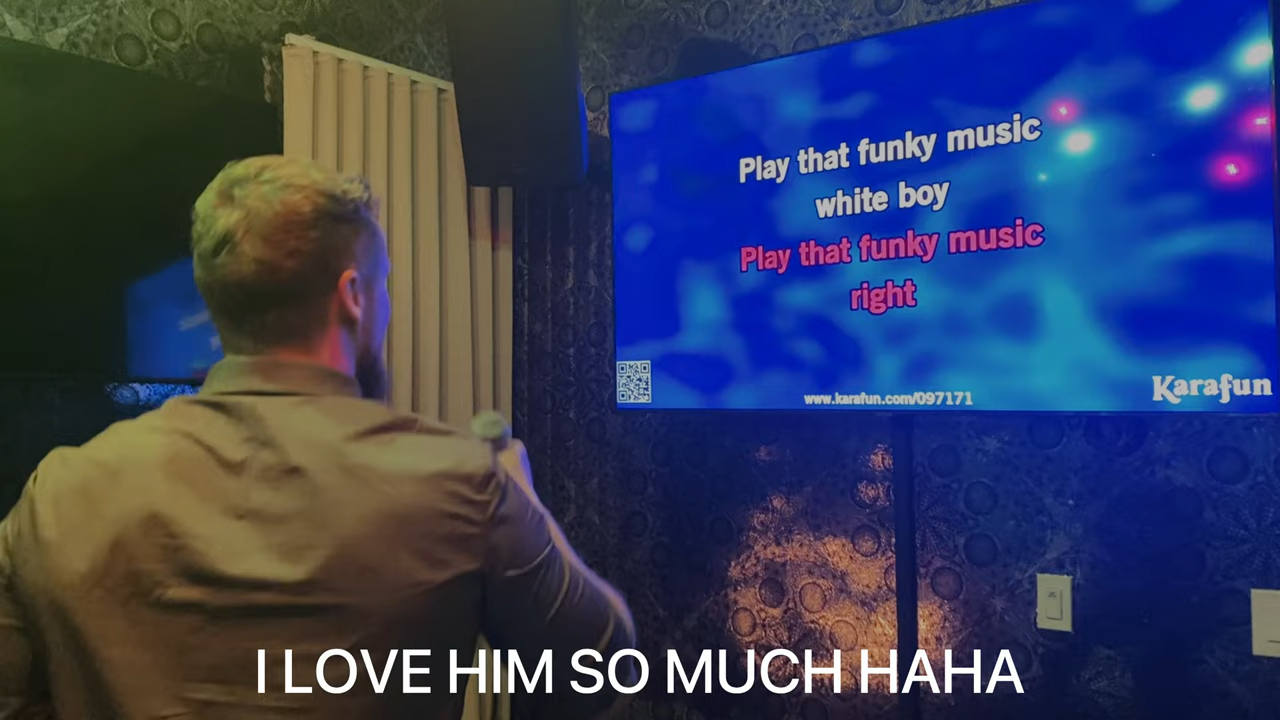 Play that funky music
white boy
Play that funky music
right
www.karafun.com/097171
Karafun
I LOVE HIM SO MUCH HAHA